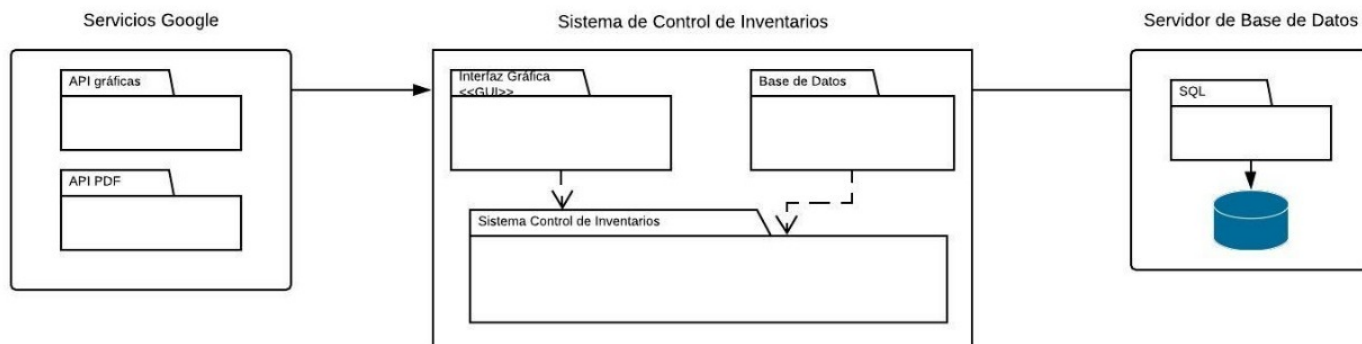 Servicios Google
Sistema de Control de Inventarios
Servidor de Base de Datos
API gráficas
API PDF
Interfaz Gráfica
<<GUI>>
Base de Datos
Sistema Control de Inventarios
SQL